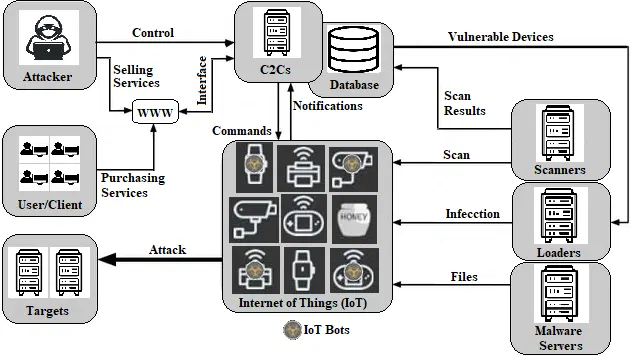 Control
Attacker
Selling
Services
WWW
Interface
C2Cs
Database
Vulnerable Devices
Notifications
Commands
Scan
Results
Scan
Scanners
User/Client
Purchasing
Services
HONEY
Infecction
Loaders
Attack
Targets
Files
Internet of Things (IoT)
Malware
Servers
IoT Bots